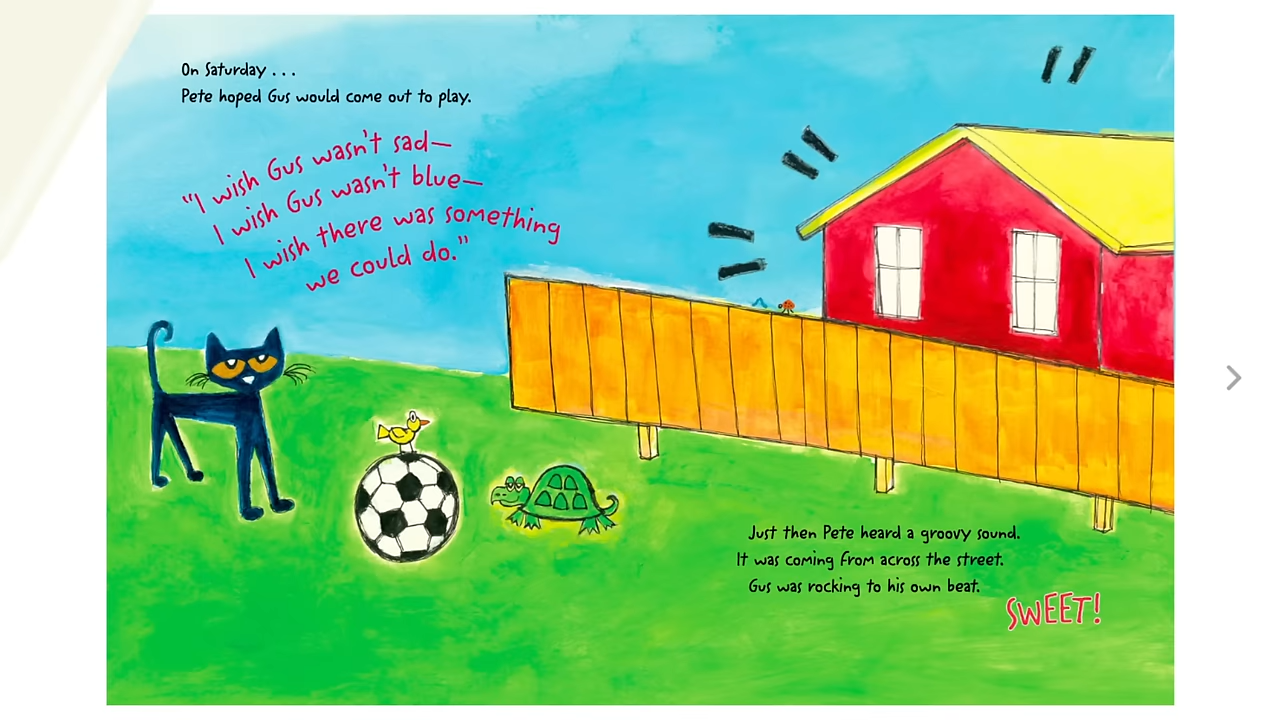 On Saturday . . .
Pete hoped Gus would come out to play.
“I wish Gus wasn’t sad—
I wish Gus wasn’t blue—
I wish there was something
we could do.”
Just then Pete heard a groovy sound.
It was coming from across the street.
Gus was rocking to his own beat.
SWEET!